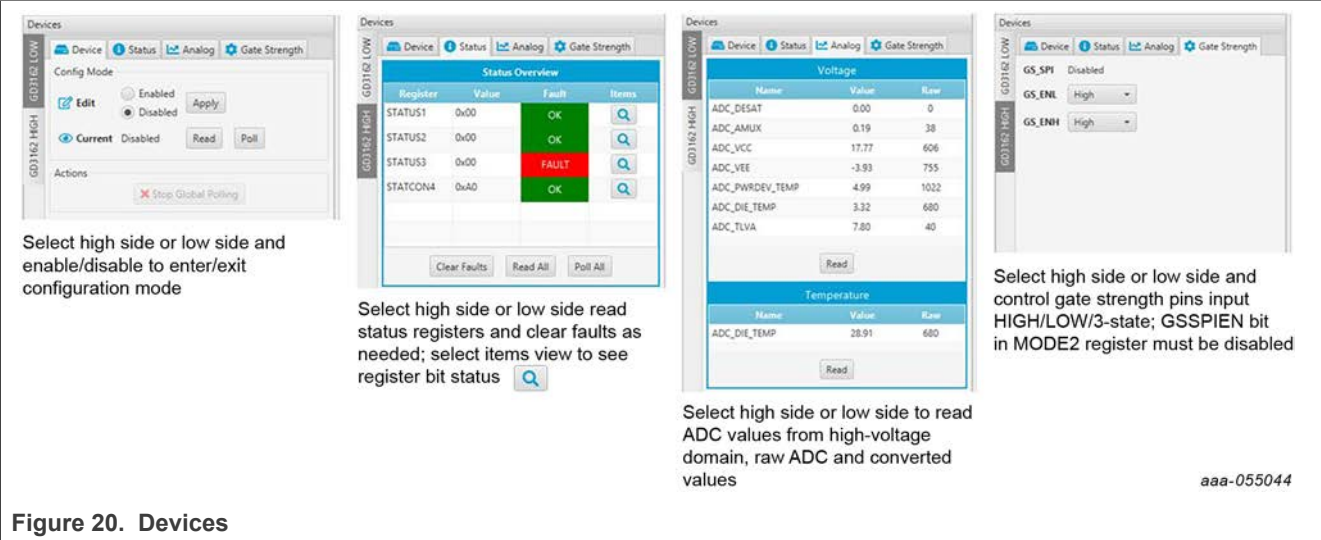 Devices
GD3162 LOW
GD3162 HIGH
Device Status Analog Gate Strength
Config Mode
Edit
Enabled
Disabled
Apply
Current Disabled Read Poll
Actions
Stop Global Polling
Select high side or low side and
enable/disable to enter/exit
configuration mode
Devices
GD3162 LOW
GD3162 HIGH
Device Status Analog Gate Strength
Status Overview
Register Value Fault Items
STATUS1 0x00 OK
STATUS2 0x00 OK
STATUS3 0x00 FAULT
STATCON4 0xA0 OK
Clear Faults Read All Poll All
Select high side or low side read
status registers and clear faults as
needed; select items view to see
register bit status
Devices
GD3162 LOW
GD3162 HIGH
Device Status Analog Gate Strength
Voltage
Name Value Raw
ADC_DESAT 0.00 0
ADC_AMUX 0.19 38
ADC_VCC 17.77 606
ADC_VEE -3.93 755
ADC_PWRDEV_TEMP 4.99 1022
ADC_DIE_TEMP 3.32 680
ADC_TLVA 7.80 40
Read
Temperature
Name Value Raw
ADC_DIE_TEMP 28.91 680
Read
Select high side or low side to read
ADC values from high-voltage
domain, raw ADC and converted
values
Devices
GD3162 LOW
GD3162 HIGH
Device Status Analog Gate Strength
GS_SPI Disabled
GS_ENL High
GS_ENH High
Select high side or low side and
control gate strength pins input
HIGH/LOW/3-state; GSSPIEN bit
in MODE2 register must be disabled
aaa-055044
Figure 20. Devices